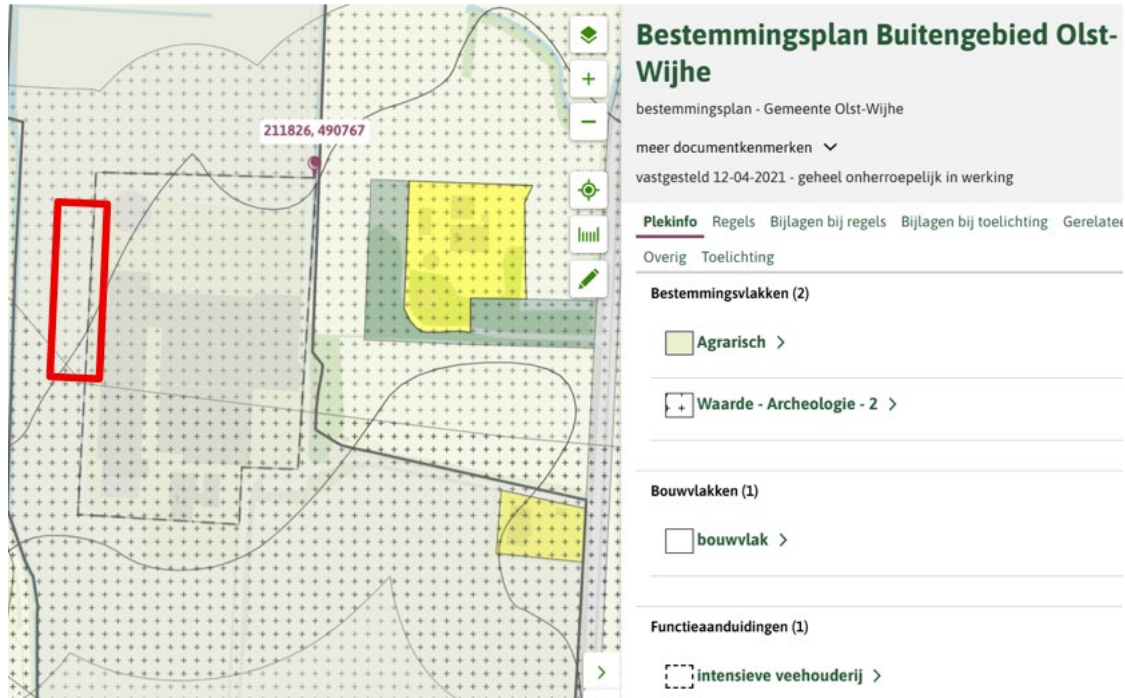 211826, 490767
Bestemmingsplan Buitengebied Olst-
Wijhe
bestemmingsplan - Gemeente Olst-Wijhe
meer documentkenmerken
vastgesteld 12-04-2021 - geheel onherroepelijk in werking
Plekinfo Regels Bijlagen bij regels Bijlagen bij toelichting Gerelatee
Overig Toelichting
Bestemmingsvlakken (2)
Agrarisch
Waarde - Archeologie - 2
Bouwvlakken (1)
bouwvlak
Functieaanduidingen (1)
intensieve veehouderij